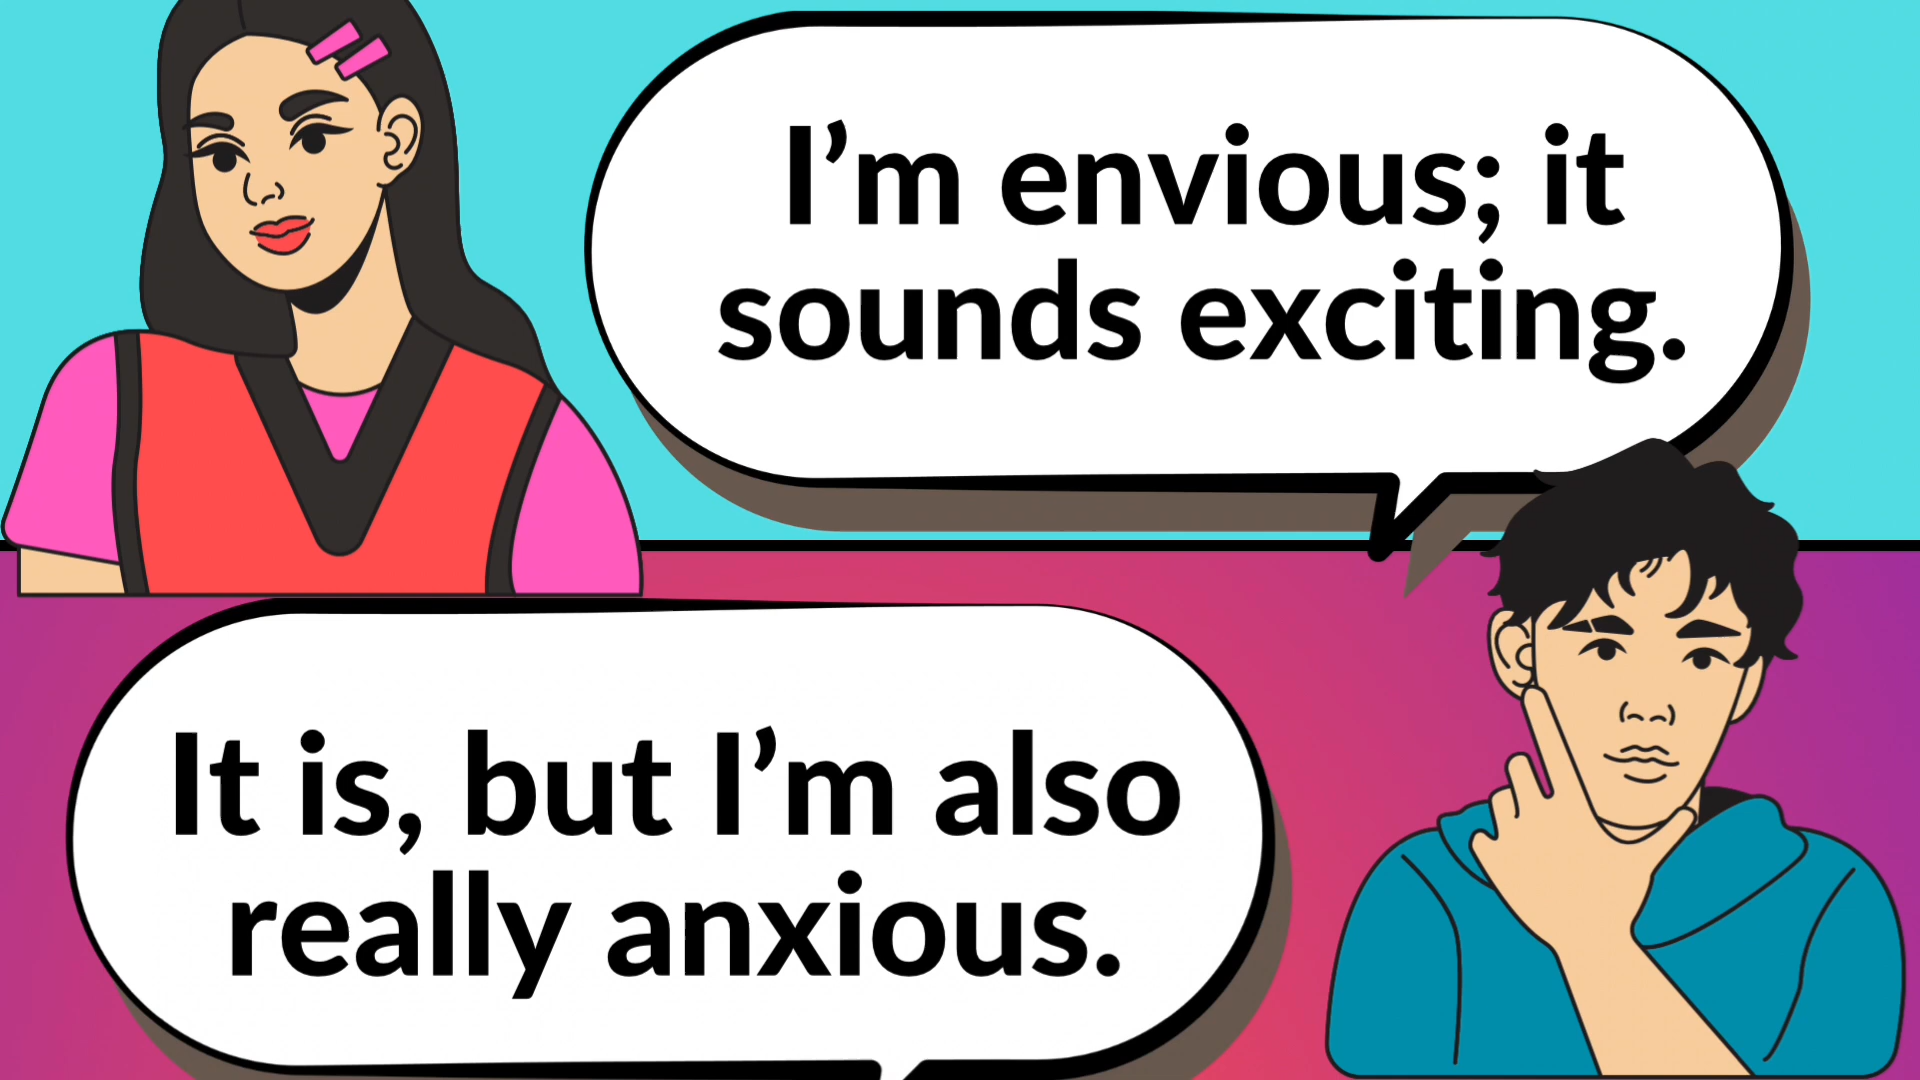 I’m envious; it
sounds exciting.
It is, but I’m also
really anxious.